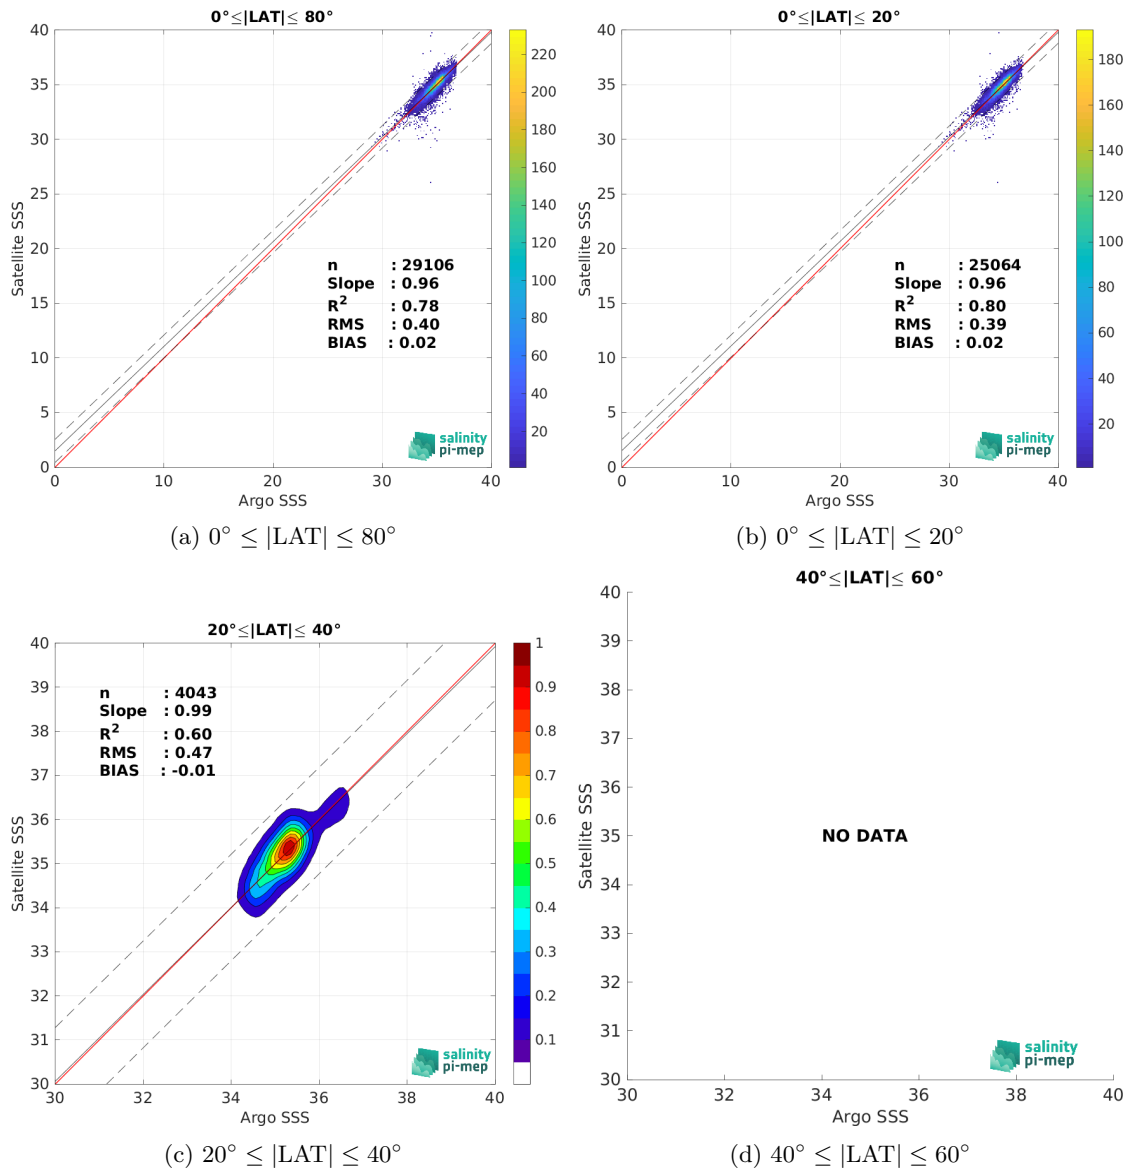 0°≤|LAT|≤ 80°
40
35
30
25
20
15
10
5
0
Satellite SSS
n : 29106
Slope : 0.96
R² : 0.78
RMS : 0.40
BIAS : 0.02
salinity
pi-mep
0 10 20 30 40
Argo SSS
220
200
180
160
140
120
100
80
60
40
20
(a) 0° ≤ |LAT| ≤ 80°
0°≤|LAT|≤ 20°
40
35
30
25
20
15
10
5
0
Satellite SSS
n : 25064
Slope : 0.96
R² : 0.80
RMS : 0.39
BIAS : 0.02
salinity
pi-mep
0 10 20 30 40
Argo SSS
180
160
140
120
100
80
60
40
20
(b) 0° ≤ |LAT| ≤ 20°
20°≤|LAT|≤ 40°
40
39
38
37
36
35
34
33
32
31
30
Satellite SSS
n : 4043
Slope : 0.99
R² : 0.60
RMS : 0.47
BIAS : -0.01
salinity
pi-mep
30 32 34 36 38 40
Argo SSS
1
0.9
0.8
0.7
0.6
0.5
0.4
0.3
0.2
0.1
(c) 20° ≤ |LAT| ≤ 40°
40°≤|LAT|≤ 60°
40
39
38
37
36
35
34
33
32
31
30
Satellite SSS
NO DATA
salinity
pi-mep
30 32 34 36 38 40
Argo SSS
(d) 40° ≤ |LAT| ≤ 60°